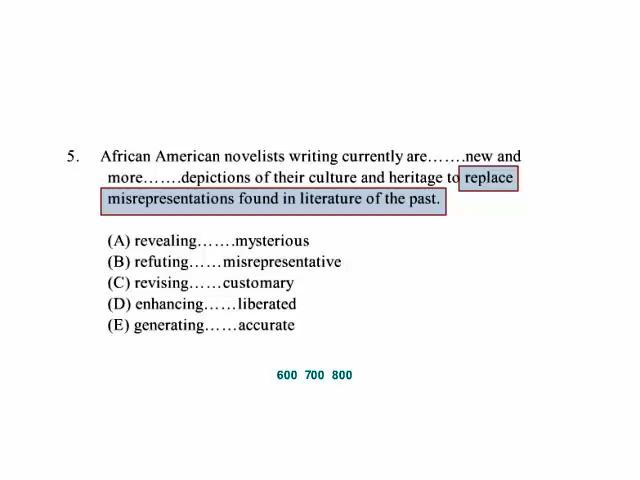 5. African American novelists writing currently are…….new and
more…….depictions of their culture and heritage to replace
misrepresentations found in literature of the past.
(A) revealing…….mysterious
(B) refuting……misrepresentative
(C) revising……customary
(D) enhancing……liberated
(E) generating……accurate
600 700 800